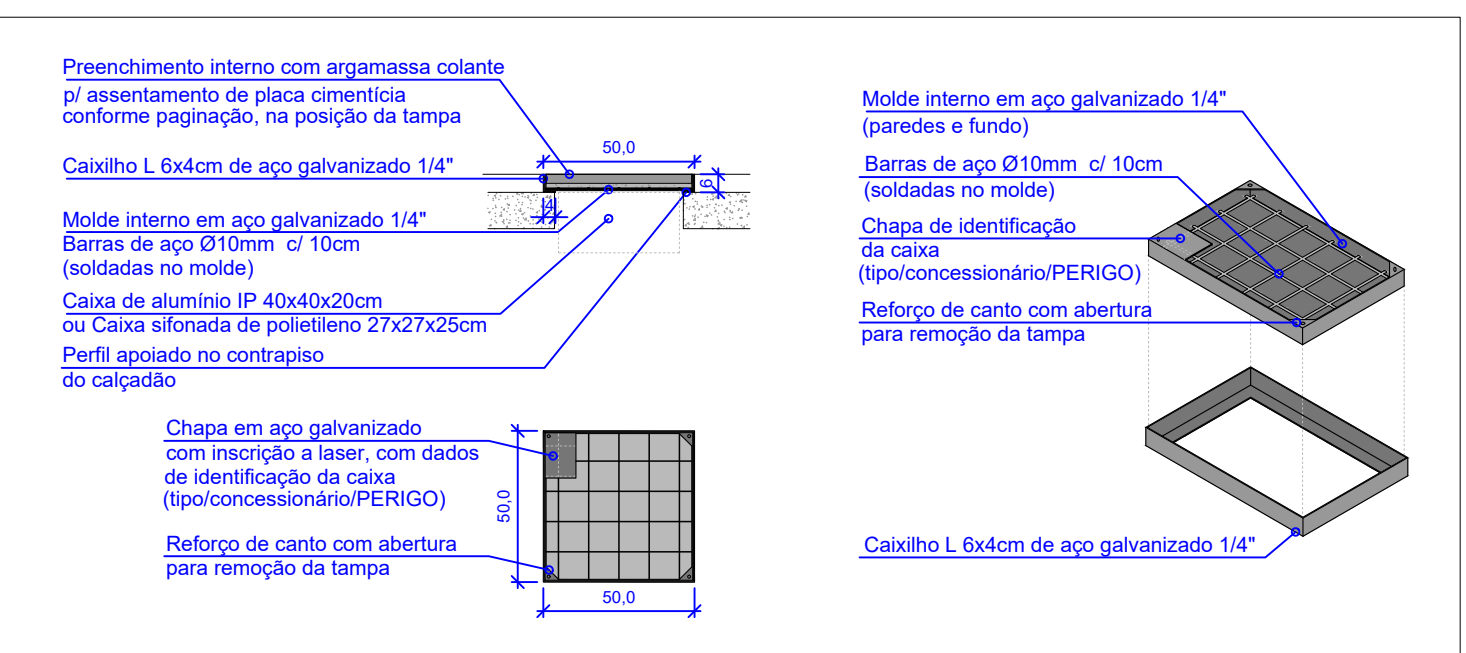 Preenchimento interno com argamassa colante
p/ assentamento de placa cimentícia
conforme paginação, na posição da tampa
Caixilho L 6x4cm de aço galvanizado 1/4"
Molde interno em aço galvanizado 1/4"
Barras de aço Ø10mm c/ 10cm
(soldadas no molde)
Caixa de alumínio IP 40x40x20cm
ou Caixa sifonada de polietileno 27x27x25cm
Perfil apoiado no contrapiso
do calçadão
50,0
6
4
Chapa em aço galvanizado
com inscrição a laser, com dados
de identificação da caixa
(tipo/concessionário/PERIGO)
Reforço de canto com abertura
para remoção da tampa
50,0
50,0
Molde interno em aço galvanizado 1/4"
(paredes e fundo)
Barras de aço Ø10mm c/ 10cm
(soldadas no molde)
Chapa de identificação
da caixa
(tipo/concessionário/PERIGO)
Reforço de canto com abertura
para remoção da tampa
Caixilho L 6x4cm de aço galvanizado 1/4"